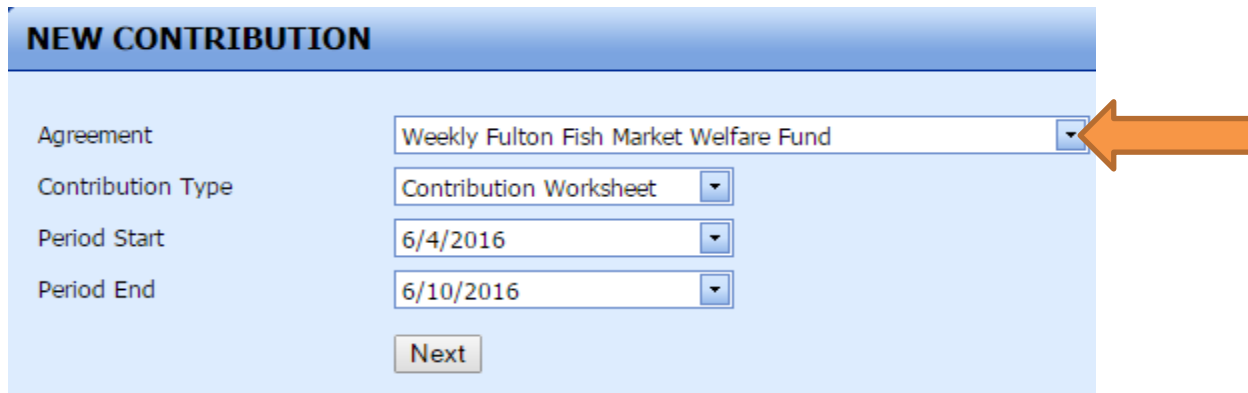 NEW CONTRIBUTION
Agreement Weekly Fulton Fish Market Welfare Fund
Contribution Type Contribution Worksheet
Period Start 6/4/2016
Period End 6/10/2016
Next